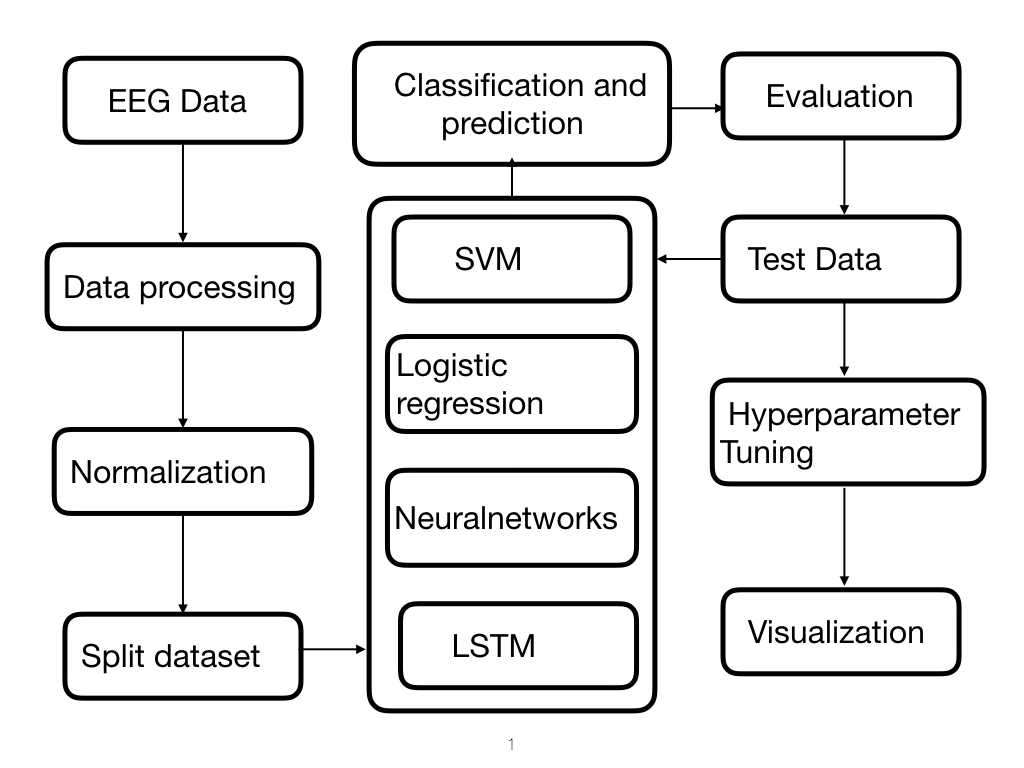 EEG Data
Data processing
Normalization
Split dataset
Classification and
prediction
SVM
Logistic
regression
Neuralnetworks
LSTM
Evaluation
Test Data
Hyperparameter
Tuning
Visualization
1